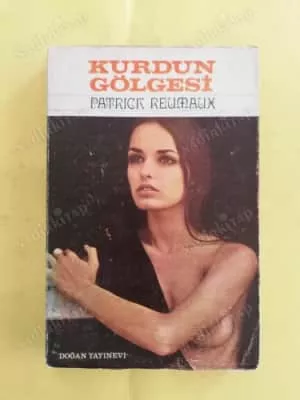 KURDUN
GÖLGESİ
PATRICK REUMAUX
DOĞAN YAYINEVİ